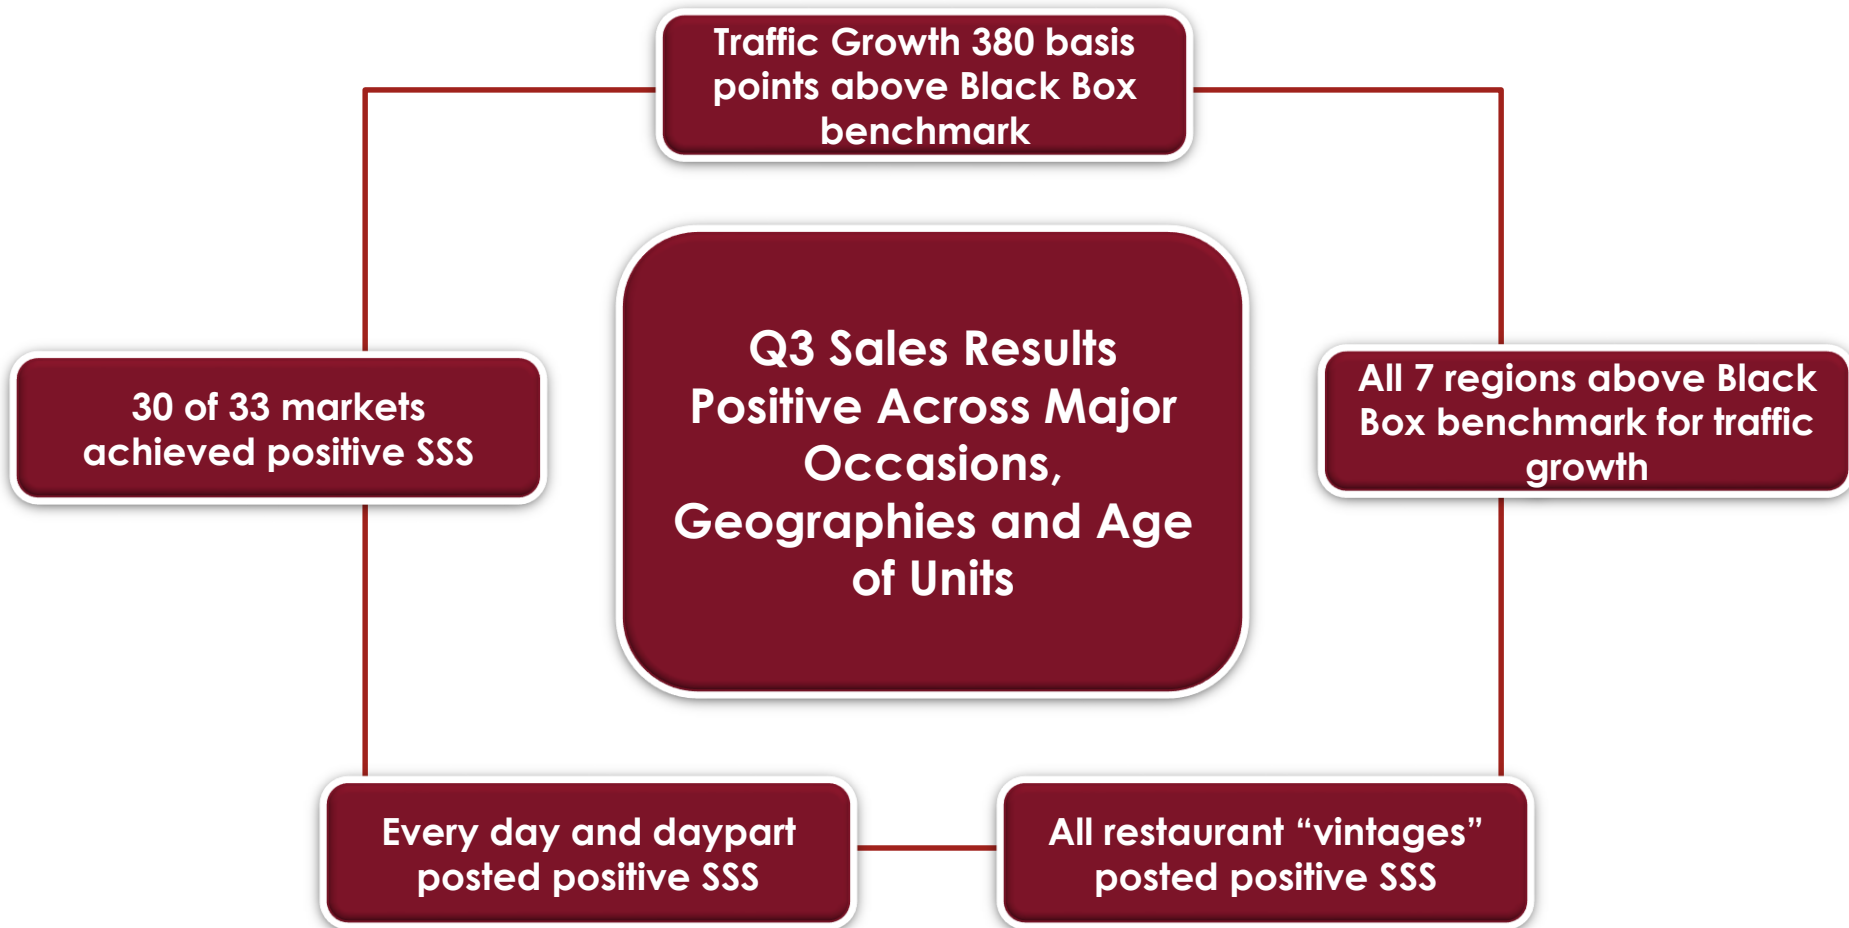 Traffic Growth 380 basis
points above Black Box
benchmark
Q3 Sales Results
Positive Across Major
Occasions,
Geographies and Age
of Units
30 of 33 markets
achieved positive SSS
All 7 regions above Black
Box benchmark for traffic
growth
Every day and daypart
posted positive SSS
All restaurant “vintages”
posted positive SSS